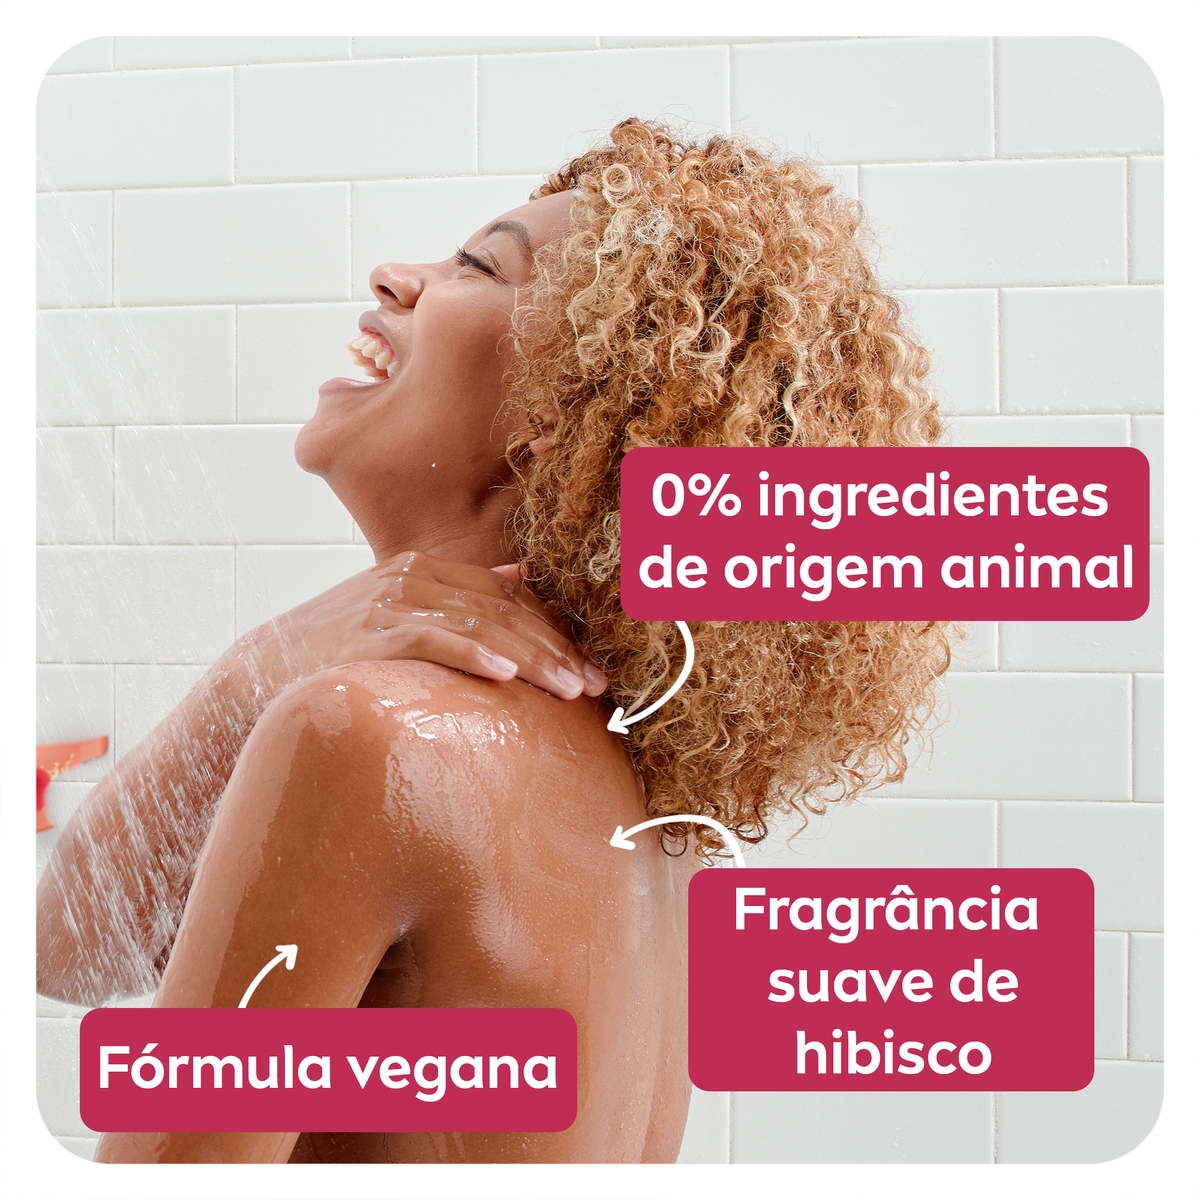 0% ingredientes
de origem animal
Fragrância
suave de
hibisco
Fórmula vegana